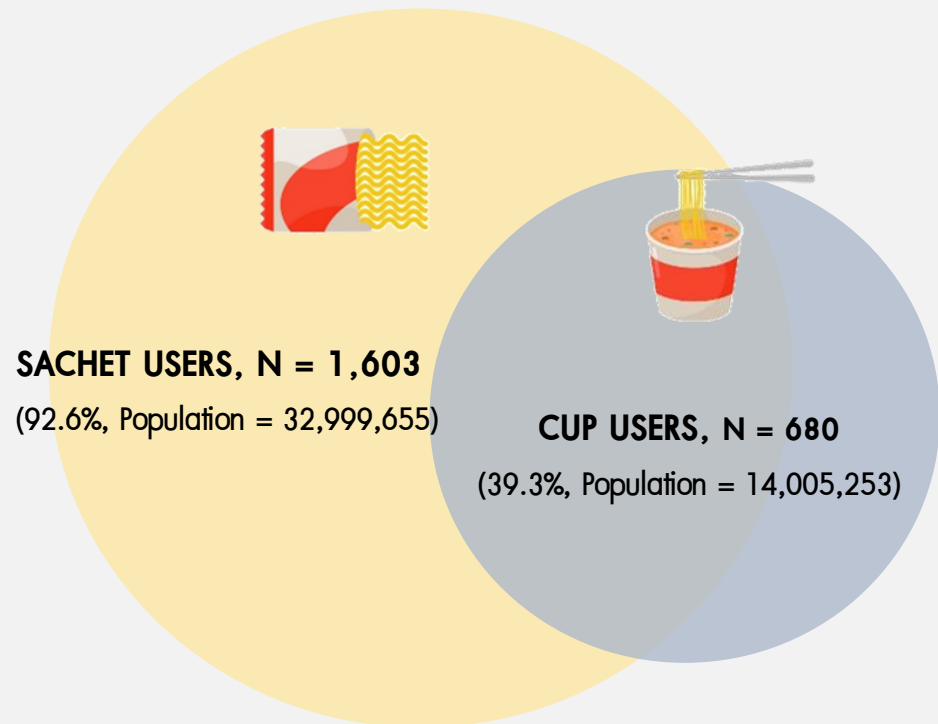 SACHET USERS, N = 1,603
(92.6%, Population = 32,999,655)
CUP USERS, N = 680
(39.3%, Population = 14,005,253)